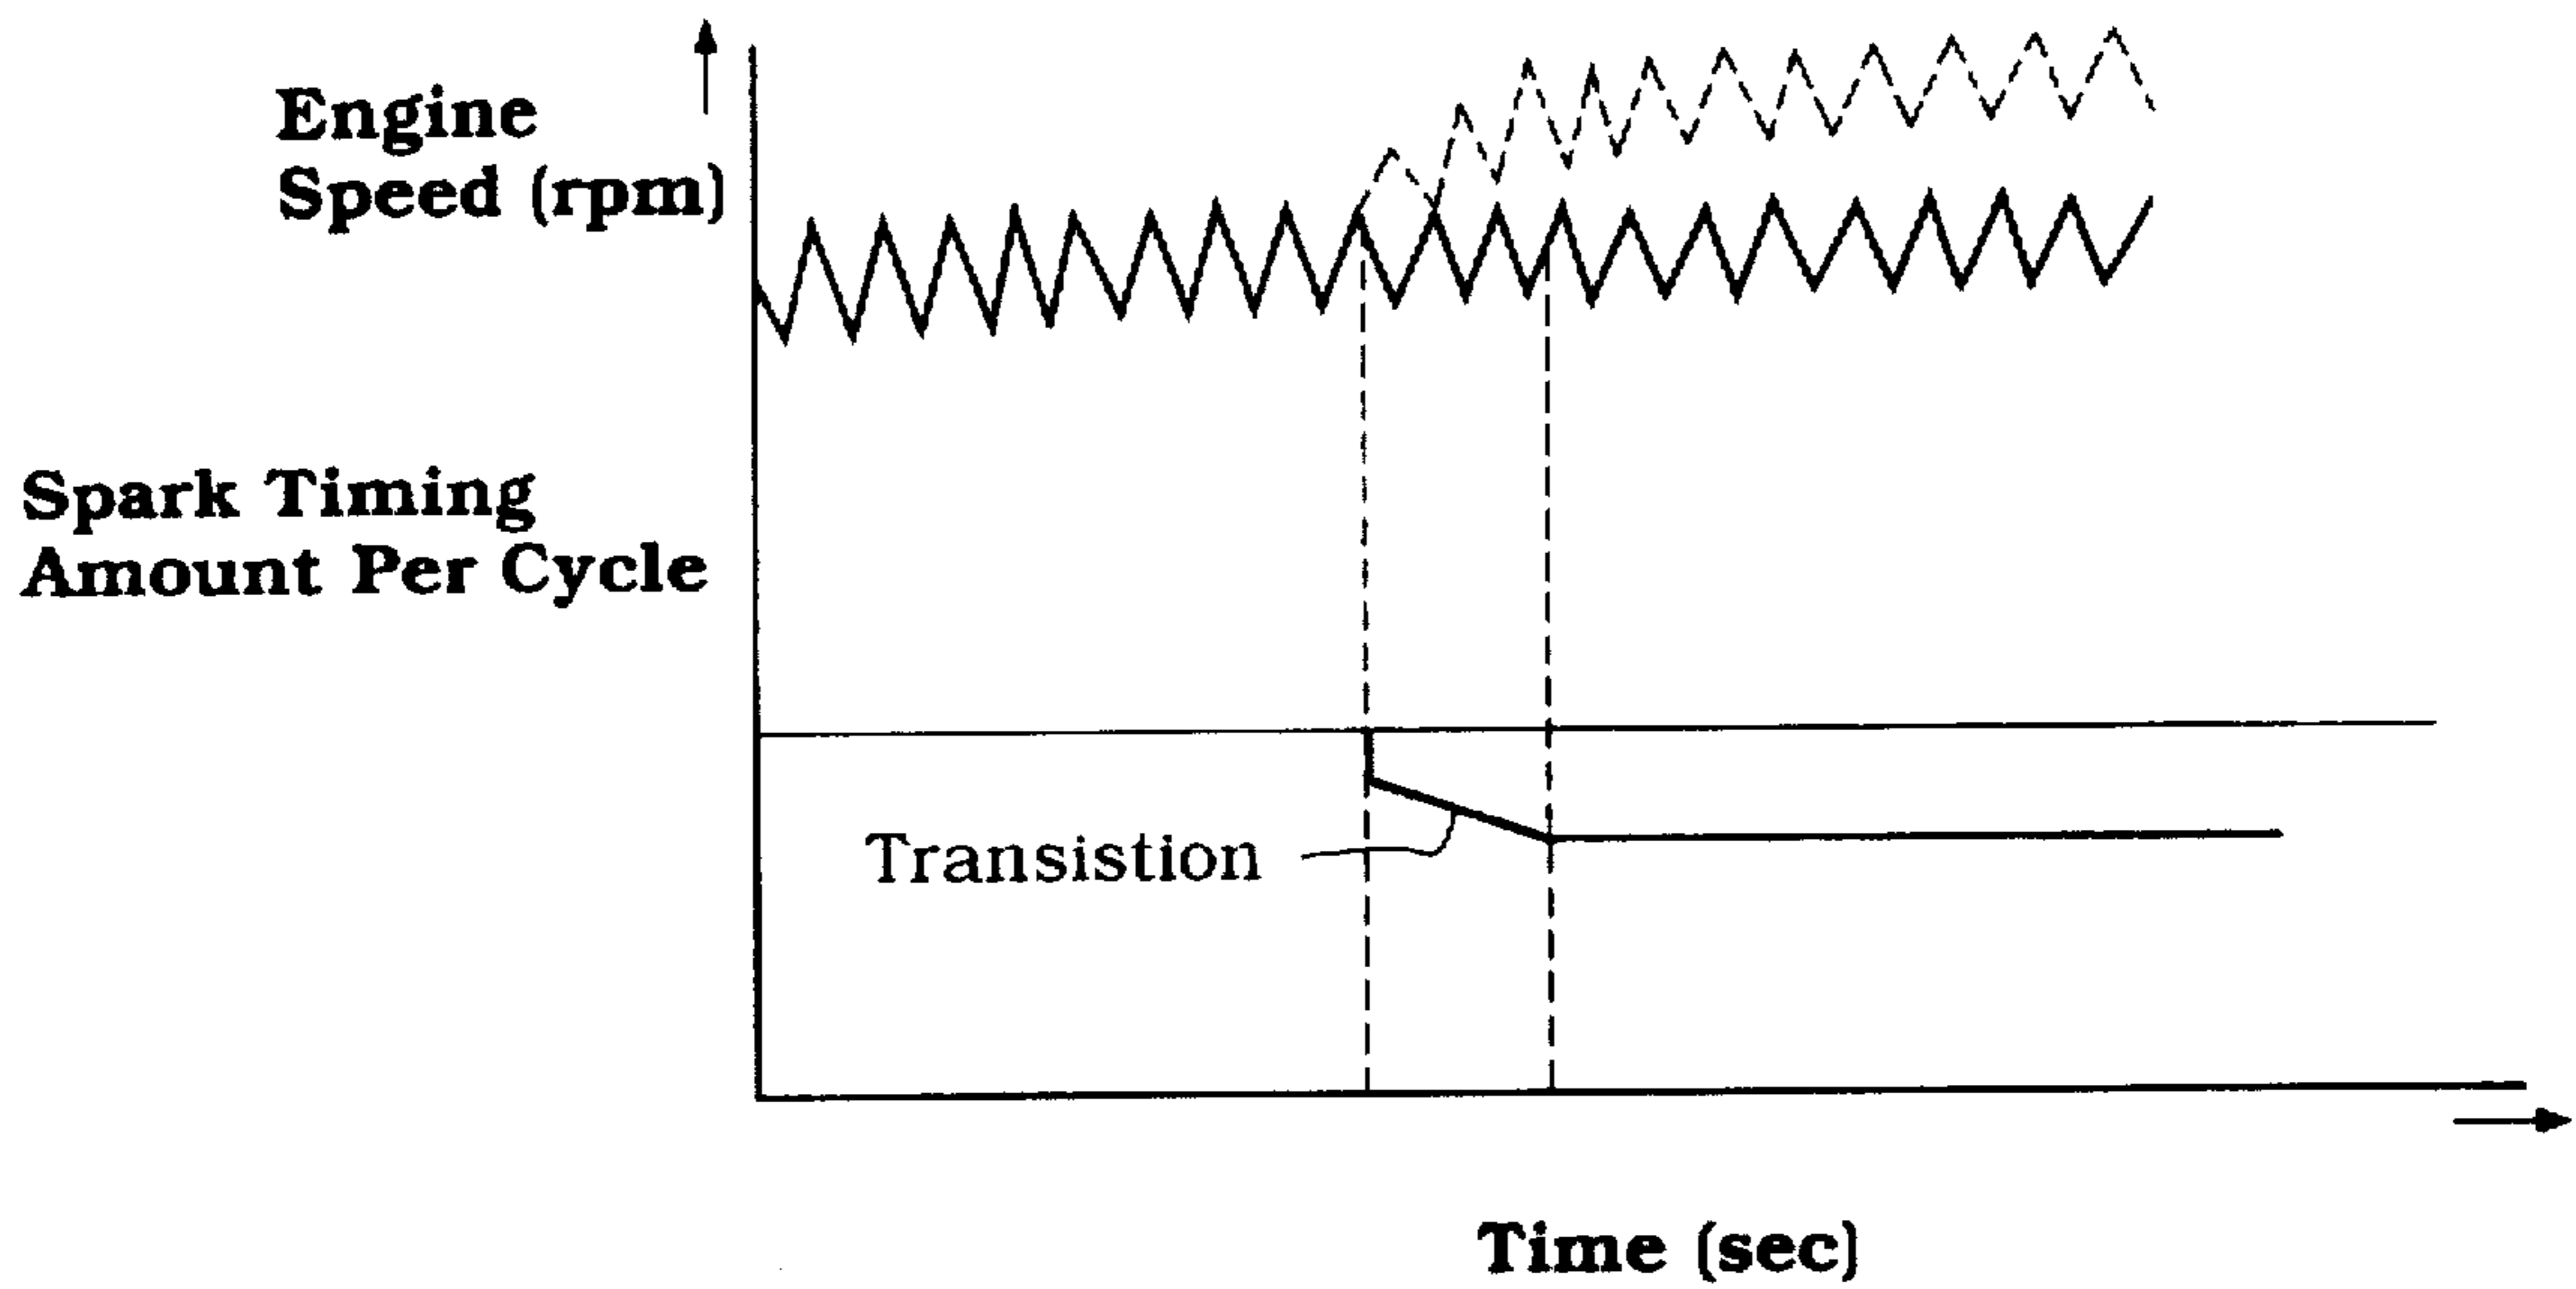 Engine
Speed (rpm)
Spark Timing
Amount Per Cycle
Transistion
Time (sec)